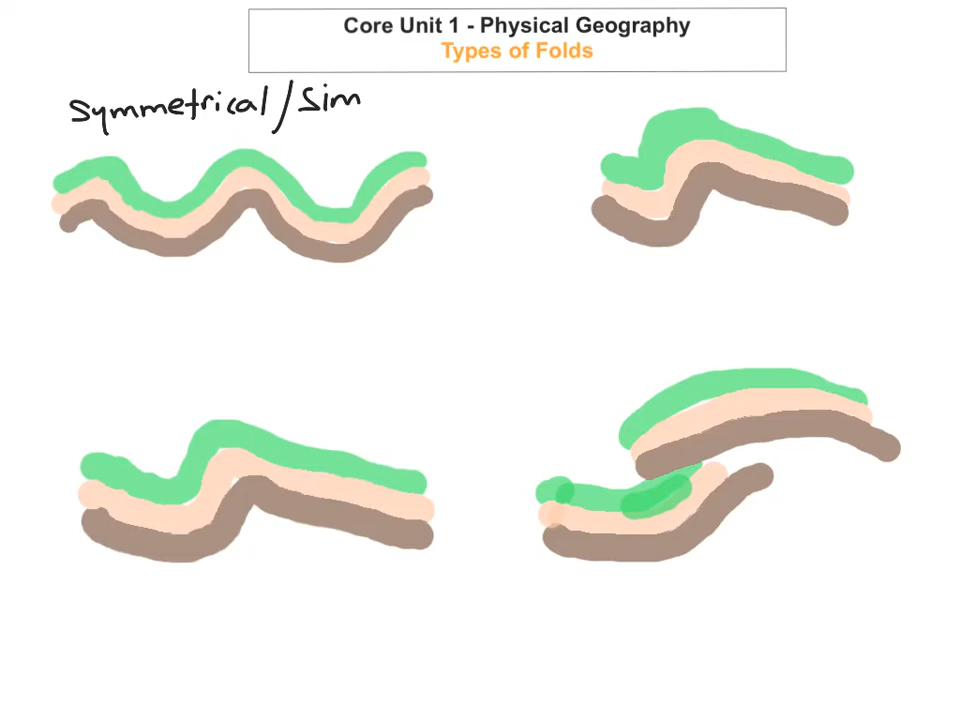 Core Unit 1 - Physical Geography
Types of Folds
Symmetrical/Sim